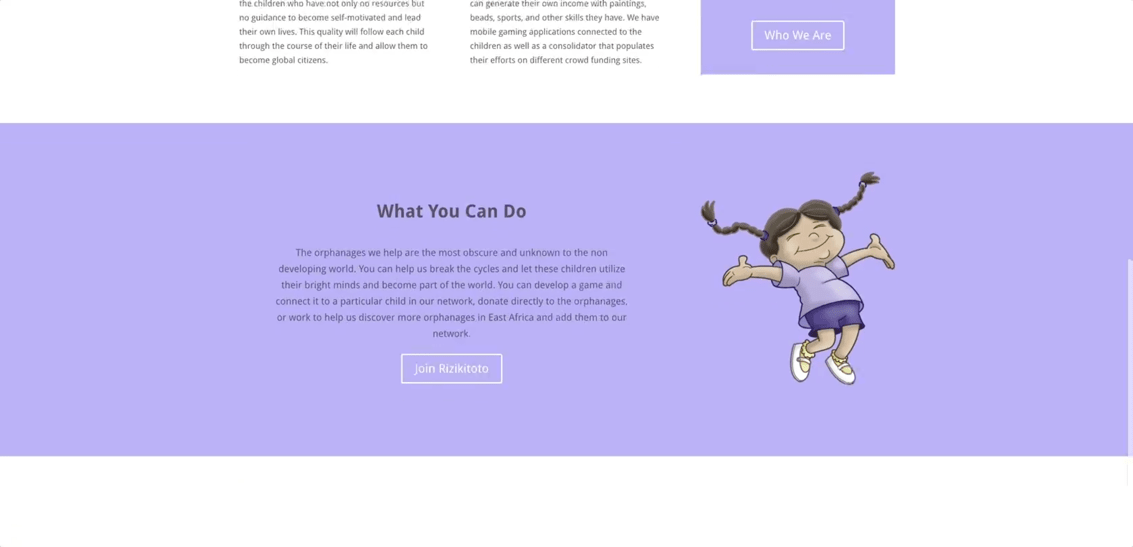 the children who have not only no resources but
no guidance to become self-motivated and lead
their own lives. This quality will follow each child
through the course of their life and allow them to
become global citizens.
can generate their own income with paintings,
beads, sports, and other skills they have. We have
mobile gaming applications connected to the
children as well as a consolidator that populates
their efforts on different crowd funding sites.
Who We Are
What You Can Do
The orphanages we help are the most obscure and unknown to the non
developing world. You can help us break the cycles and let these children utilize
their bright minds and become part of the world. You can develop a game and
connect it to a particular child in our network, donate directly to the orphanages,
or work to help us discover more orphanages in East Africa and add them to our
network.
Join Rizikitoto